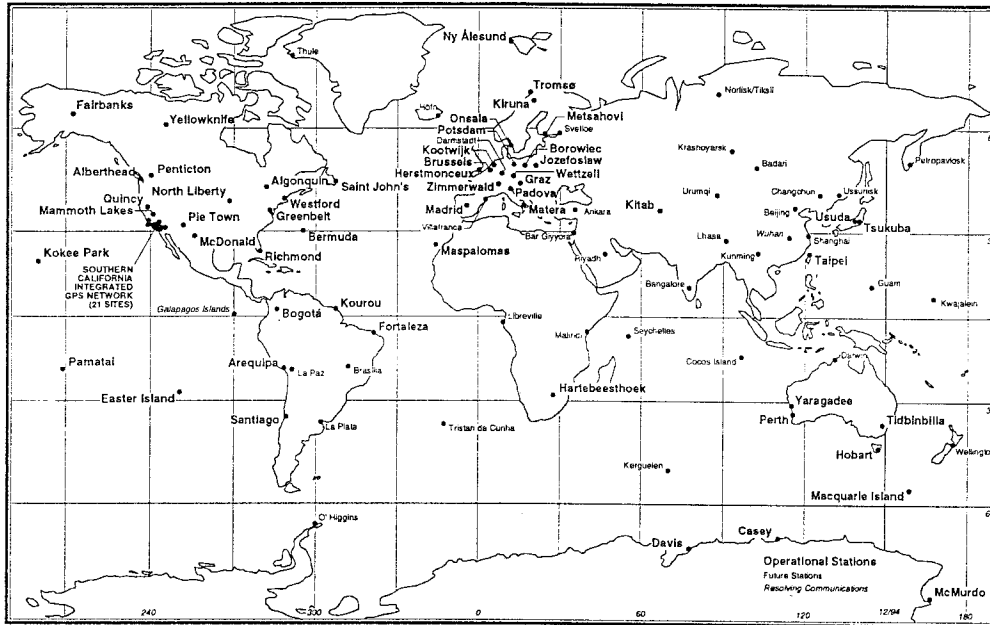 Ny Ålesund
Thule
Tromsø
Kiruna
Norilsk/Tiksi
Fairbanks
Höfn
Onsala
Metsahovi
Yellowknife
Potsdam
Svetloe
Darmstadt
Kootwijk
Borowiec
Krashoyarsk
Brussels
Jozefoslaw
Badari
Petropavlosk
Penticton
Alberthead
Herstmonceux
Wettzell
Algonquin
Saint John's
Zimmerwald
Graz
North Liberty
Padova
Urumqi
Changchun
Ussurisk
Quincy
Westford
Madrid
Matera
Ankara
Kitab
Beijing
Mammoth Lakes
Greenbelt
Usuda
Pie Town
Tsukuba
Villafranca
Bar Giyyora
McDonald
Bermuda
Lhasa
Wuhan
Shanghai
Maspalomas
Kokee Park
Richmond
Riyadh
Kunming
Taipei
SOUTHERN
CALIFORNIA
INTEGRATED
GPS NETWORK
(21 SITES)
Bangalore
Guam
Kwajalein
Kourou
Galapagos Islands
Bogotá
Libreville
Fortaleza
Malindi
Seychelles
Cocos Island
Darwin
Pamatai
Arequipa
La Paz
Brasilia
Hartebeesthoek
Easter Island
Yaragadee
Santiago
La Plata
Tristan da Cunha
Perth
Tidbinbilla
Hobart
Wellington
Kerguelen
Macquarie Island
O' Higgins
Casey
Davis
Operational Stations
Future Stations
Resolving Communications
McMurdo
240
300
0
60
120
12/94
180